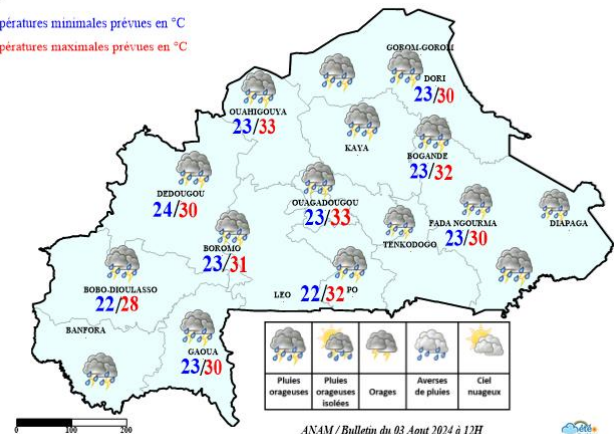 pératures minimales prévues en °C
pératures maximales prévues en °C
GOROM-GOROM
DORI
23/30
OUAHIGOUYA
23/33
KAYA
BOGANDE
23/32
DEDOUGOU
24/30
OUAGADOUGOU
23/33
FADA NGOURMA
23/30
DIAPAGA
TENKODOGO
BOROMO
23/31
BOBO-DIOULASSO
22/28
LEO
22/32
PO
BANFORA
GAOUA
23/30
Pluies orageuses
Pluies orageuses isolées
Orages
Averses de pluies
Ciel nuageux
0 100 200
ANAM / Bulletin du 03 Aout 2024 à 12H